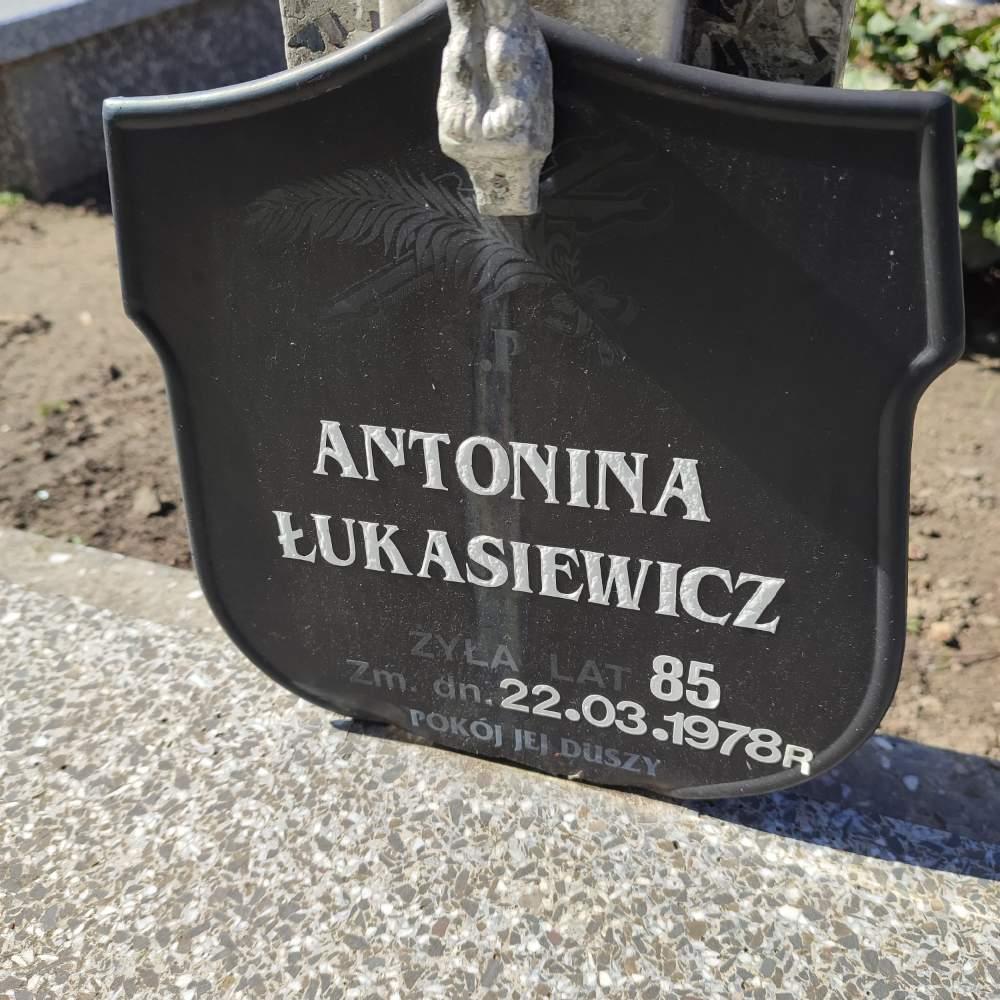 .P
ANTONINA
ŁUKASIEWICZ
ŻYŁA LAT 85
Zm. dn. 22.03.1978R
POKÓJ JEJ DUSZY